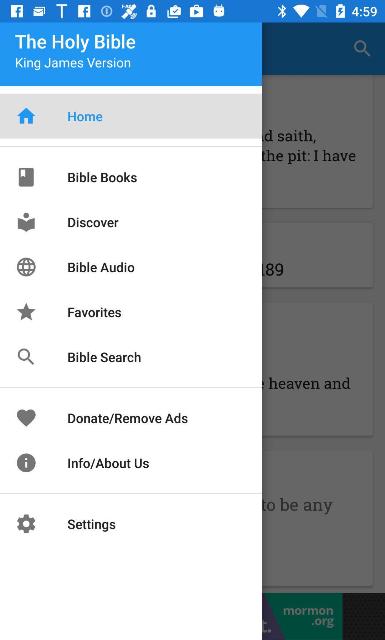 4:59
The Holy Bible
King James Version
Home
d saith,
the pit: I have
Bible Books
Discover
189
Bible Audio
Favorites
Bible Search
e heaven and
Donate/Remove Ads
Info/About Us
to be any
Settings
mormon
.org
t.